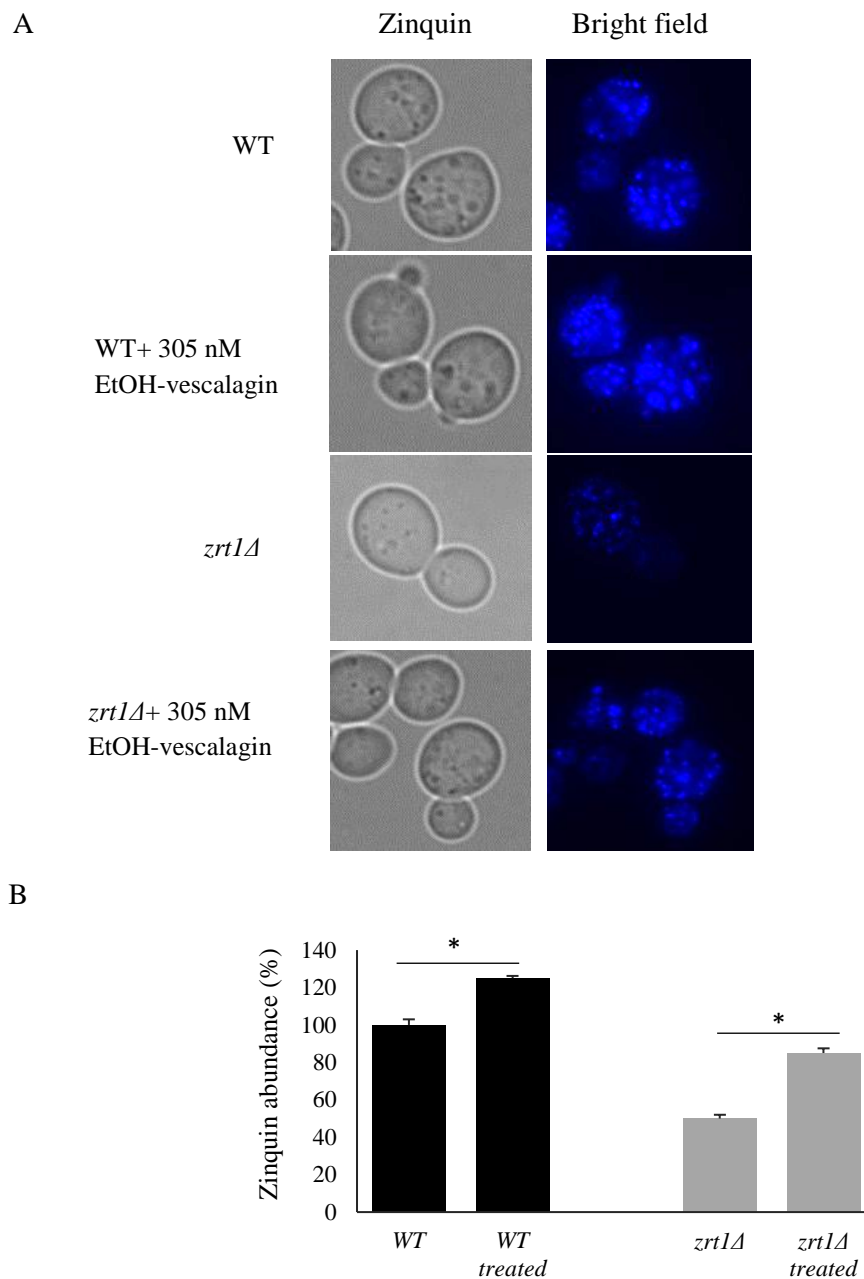 A
Zinquin Bright field
WT
WT+ 305 nM
EtOH-vescalagin
zrt1Δ
zrt1Δ+ 305 nM
EtOH-vescalagin
B
Zinquin abundance (%)
140
120
100
80
60
40
20
0
*
*
WT WT zrt1Δ zrt1Δ
treated treated